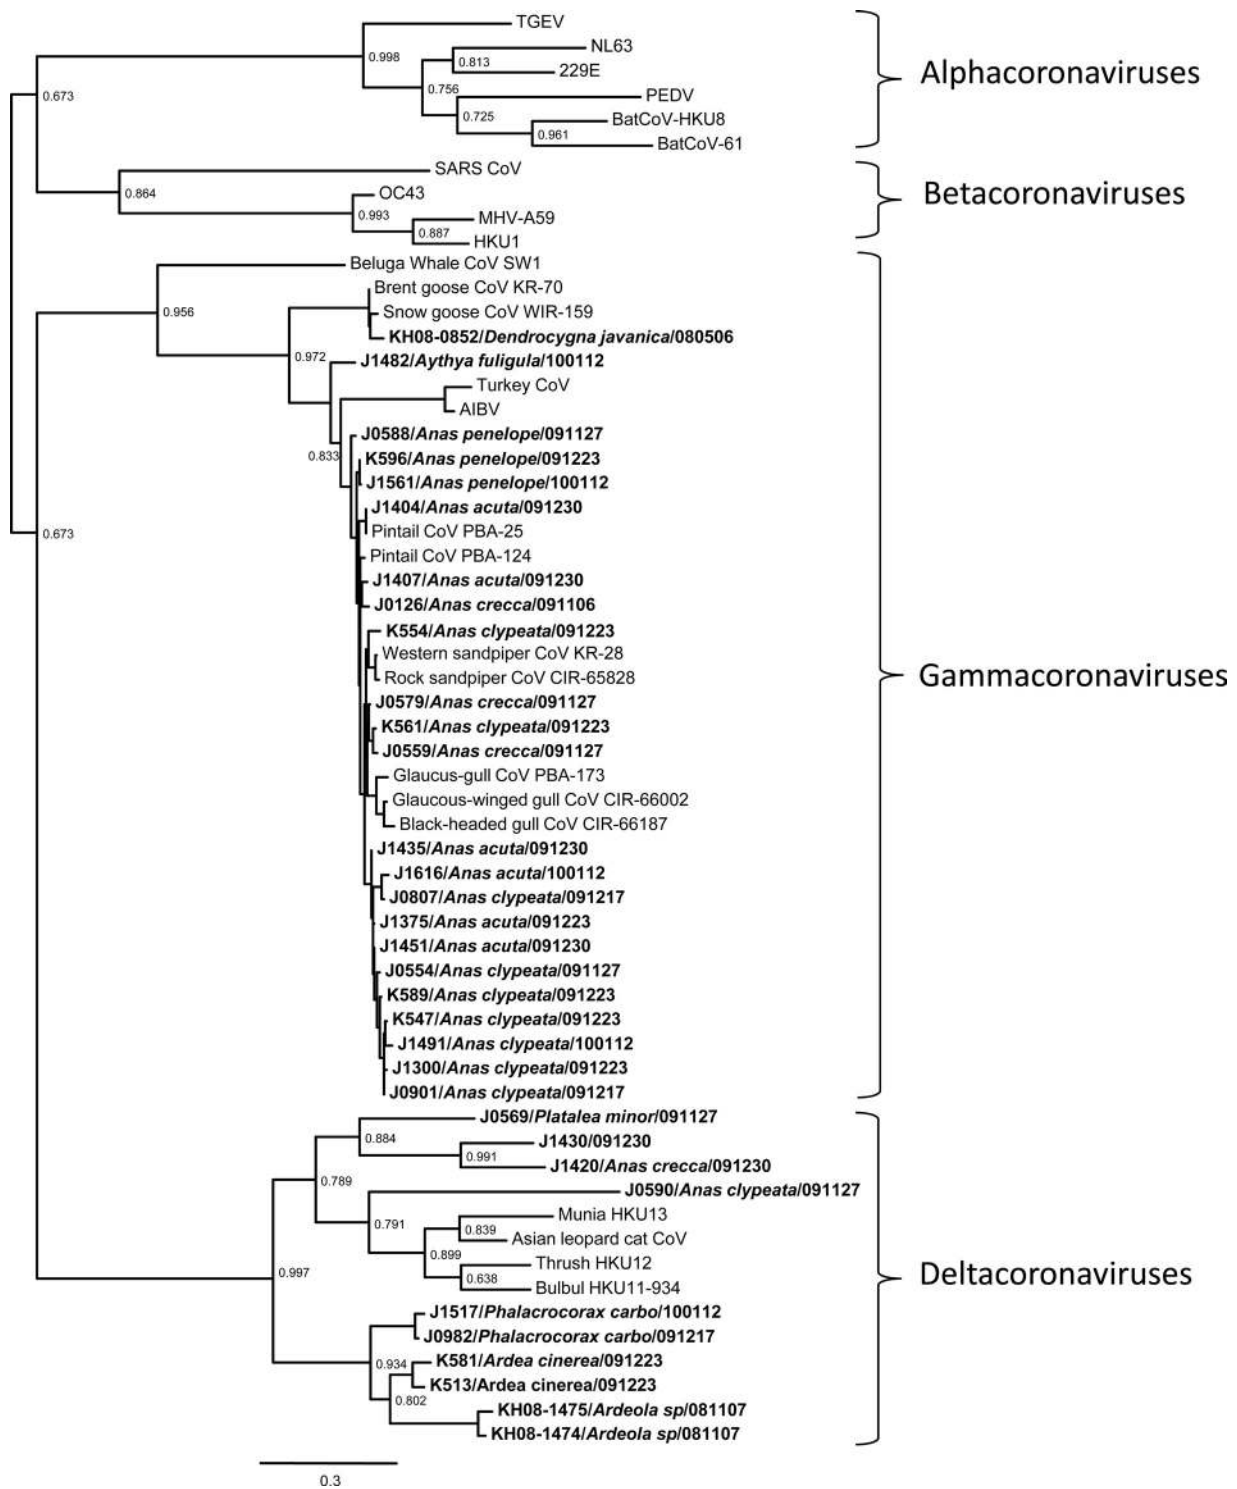 TGEV
NL63
0.998
0.813
229E
Alphacoronaviruses
0.756
PEDV
0.673
0.725
BatCoV-HKU8
0.961
BatCoV-61
SARS CoV
0.864
OC43
Betacoronaviruses
0.993
MHV-A59
0.887
HKU1
Beluga Whale CoV SW1
Brent goose CoV KR-70
0.956
Snow goose CoV WIR-159
KH08-0852/Dendrocygna javanica/080506
0.972
J1482/Aythya fuligula/100112
Turkey CoV
AIBV
J0588/Anas penelope/091127
0.833
K596/Anas penelope/091223
J1561/Anas penelope/100112
J1404/Anas acuta/091230
0.673
Pintail CoV PBA-25
Pintail CoV PBA-124
J1407/Anas acuta/091230
J0126/Anas crecca/091106
K554/Anas clypeata/091223
Western sandpiper CoV KR-28
Rock sandpiper CoV CIR-65828
Gammacoronaviruses
J0579/Anas crecca/091127
K561/Anas clypeata/091223
J0559/Anas crecca/091127
Glaucus-gull CoV PBA-173
Glaucous-winged gull CoV CIR-66002
Black-headed gull CoV CIR-66187
J1435/Anas acuta/091230
J1616/Anas acuta/100112
J0807/Anas clypeata/091217
J1375/Anas acuta/091223
J1451/Anas acuta/091230
J0554/Anas clypeata/091127
K589/Anas clypeata/091223
K547/Anas clypeata/091223
J1491/Anas clypeata/100112
J1300/Anas clypeata/091223
J0901/Anas clypeata/091217
J0569/Platalea minor/091127
0.884
J1430/091230
0.991
J1420/Anas crecca/091230
0.789
J0590/Anas clypeata/091127
Munia HKU13
0.791
0.839
Asian leopard cat CoV
0.899
Thrush HKU12
0.997
0.638
Deltacoronaviruses
Bulbul HKU11-934
J1517/Phalacrocorax carbo/100112
J0982/Phalacrocorax carbo/091217
0.934
K581/Ardea cinerea/091223
K513/Ardea cinerea/091223
0.802
KH08-1475/Ardeola sp/081107
KH08-1474/Ardeola sp/081107
0.3